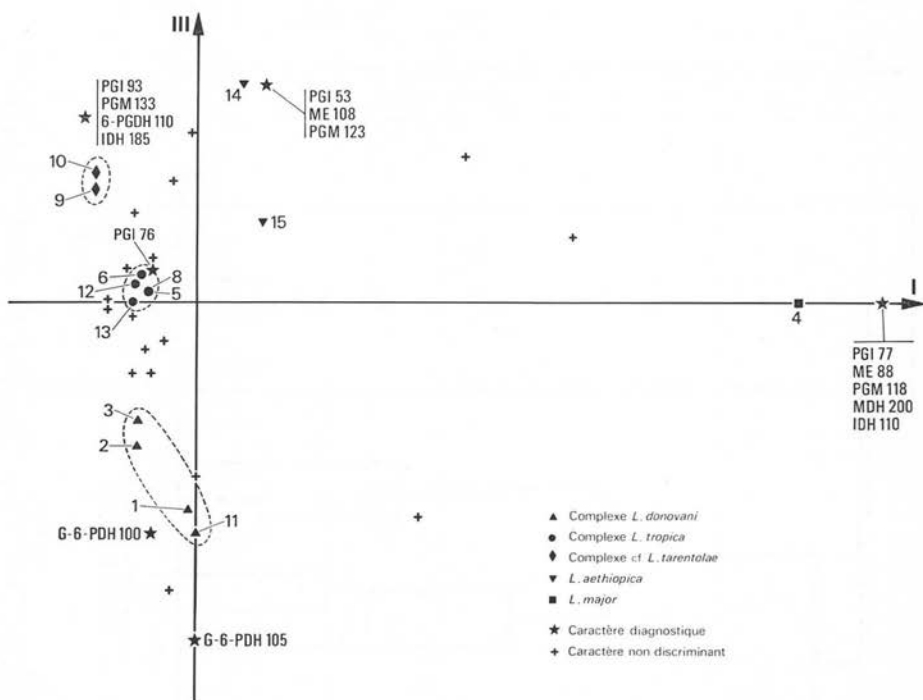 III
PGI 93
PGM 133
6-PGDH 110
IDH 185
14
PGI 53
ME 108
PGM 123
10
9
15
PGI 76
6
8
12
5
13
I
4
PGI 77
ME 88
PGM 118
MDH 200
IDH 110
3
2
1
11
G-6-PDH 100
G-6-PDH 105
Complexe L. donovani
Complexe L. tropica
Complexe cf L. tarentolae
L. aethiopica
L. major
Caractère diagnostique
Caractère non discriminant